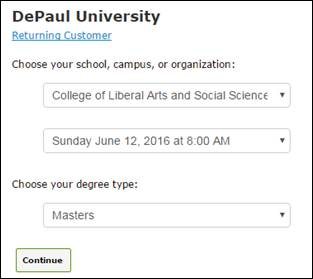 DePaul University
Returning Customer
Choose your school, campus, or organization:
College of Liberal Arts and Social Science
Sunday June 12, 2016 at 8:00 AM
Choose your degree type:
Masters
Continue